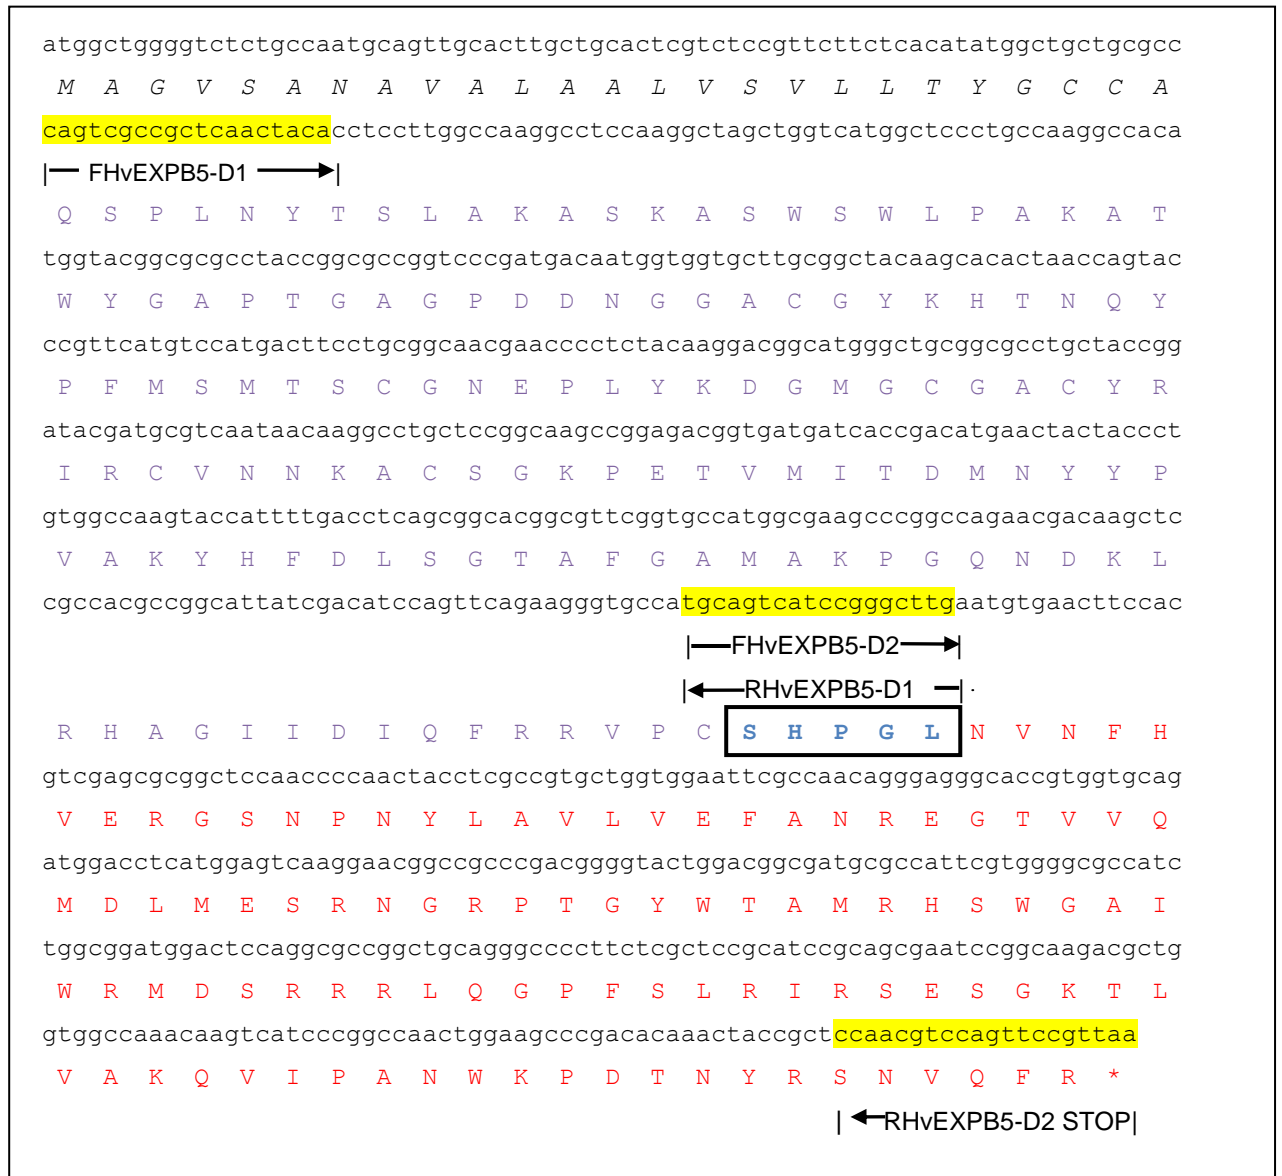 atggctggggtctctgccaatgcagttgcacttgctgcactcgtctccgttcttctcacatatggctgctgcgcc
M A G V S A N A V A L A A L V S V L L T Y G C C A
cagtcgccgctcaactacacctccttggccaaggcctccaaggctagctggtcatggctccctgccaaggccaca
FHvEXPB5-D1
Q S P L N Y T S L A K A S K A S W S W L P A K A T
tggtacggcgcgcctaccggcgccggtcccgatgacaatggtggtgcttgcggctacaagcacactaaccagtac
W Y G A P T G A G P D D N G G A C G Y K H T N Q Y
ccgttcatgtccatgacttcctgcggcaacgaacccctctacaaggacggcatgggctgcggcgcctgctaccgg
P F M S M T S C G N E P L Y K D G M G C G A C Y R
atacgatgcgtcaataacaaggcctgctccggcaagccggagacggtgatgatcaccgacatgaactactaccct
I R C V N N K A C S G K P E T V M I T D M N Y Y P
gtggccaagtaccattttgacctcagcggcacggcgttcggtgccatggcgaagcccggccagaacgacaagctc
V A K Y H F D L S G T A F G A M A K P G Q N D K L
cgccacgccggcattatcgacatccagttcagaagggtgccatgcagtcatccgggcttgaatgtgaacttccac
FHvEXPB5-D2
RHvEXPB5-D1
R H A G I I D I Q F R R V P C S H P G L N V N F H
gtcgagcgcggctccaaccccaactacctcgccgtgctggtggaattcgccaacagggagggcaccgtggtgcag
V E R G S N P N Y L A V L V E F A N R E G T V V Q
atggacctcatggagtcaaggaacggccgcccgacggggtactggacggcgatgcgccattcgtggggcgccatc
M D L M E S R N G R P T G Y W T A M R H S W G A I
tggcggatggactccaggcgccggctgcagggccccttctcgctccgcatccgcagcgaatccggcaagacgctg
W R M D S R R R L Q G P F S L R I R S E S G K T L
gtggccaaacaagtcatcccggccaactggaagcccgacacaaactaccgctccaacgtccagttccgttaa
V A K Q V I P A N W K P D T N Y R S N V Q F R *
RHvEXPB5-D2 STOP